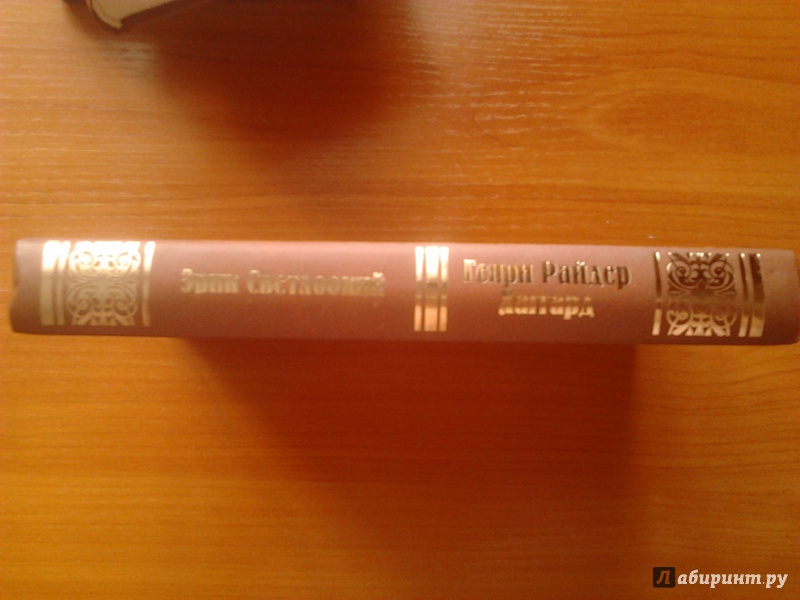 Эрик Светлоокий
Генри Райдер
Хаггард
Лабиринт.ру